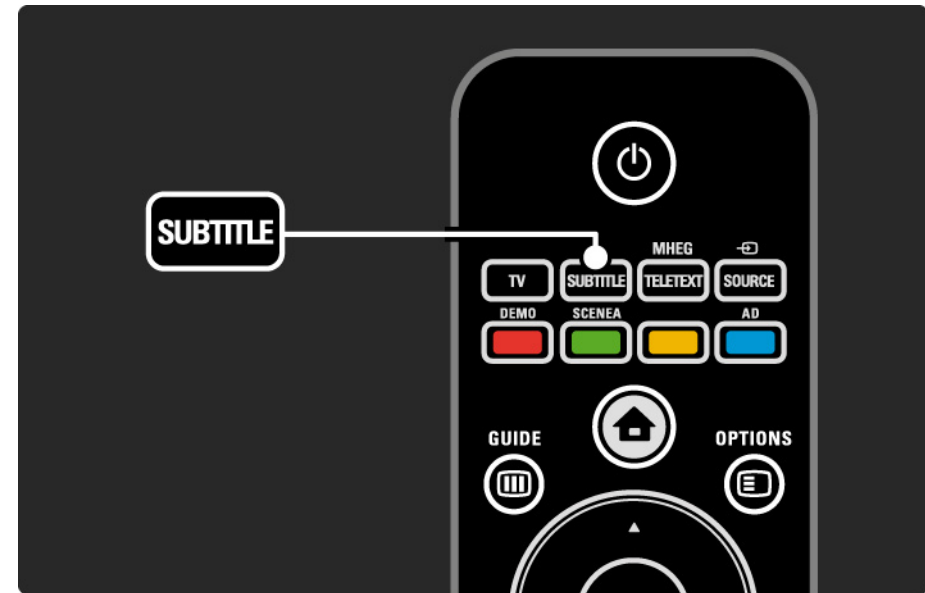 SUBTITLE
MHEG
TV SUBTITLE TELETEXT SOURCE
DEMO SCENEA AD
GUIDE OPTIONS